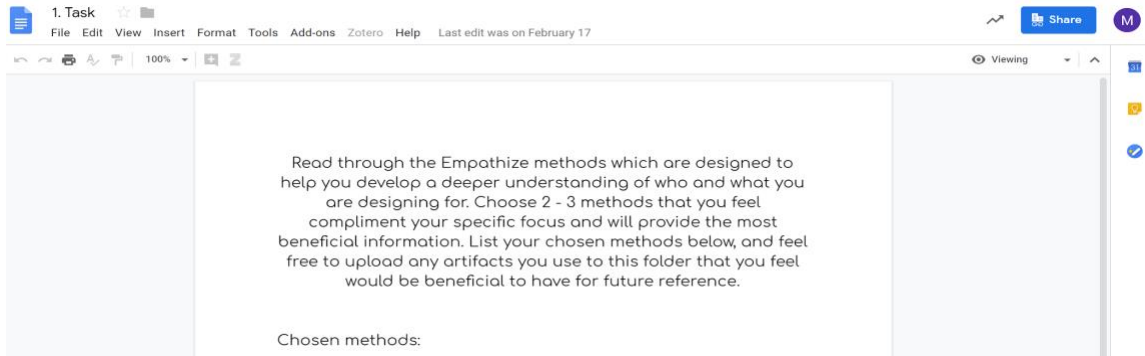 1. Task
File Edit View Insert Format Tools Add-ons Zotero Help Last edit was on February 17
Share
M
100%
Viewing
31
Read through the Empathize methods which are designed to
help you develop a deeper understanding of who and what you
are designing for. Choose 2 - 3 methods that you feel
compliment your specific focus and will provide the most
beneficial information. List your chosen methods below, and feel
free to upload any artifacts you use to this folder that you feel
would be beneficial to have for future reference.
Chosen methods: